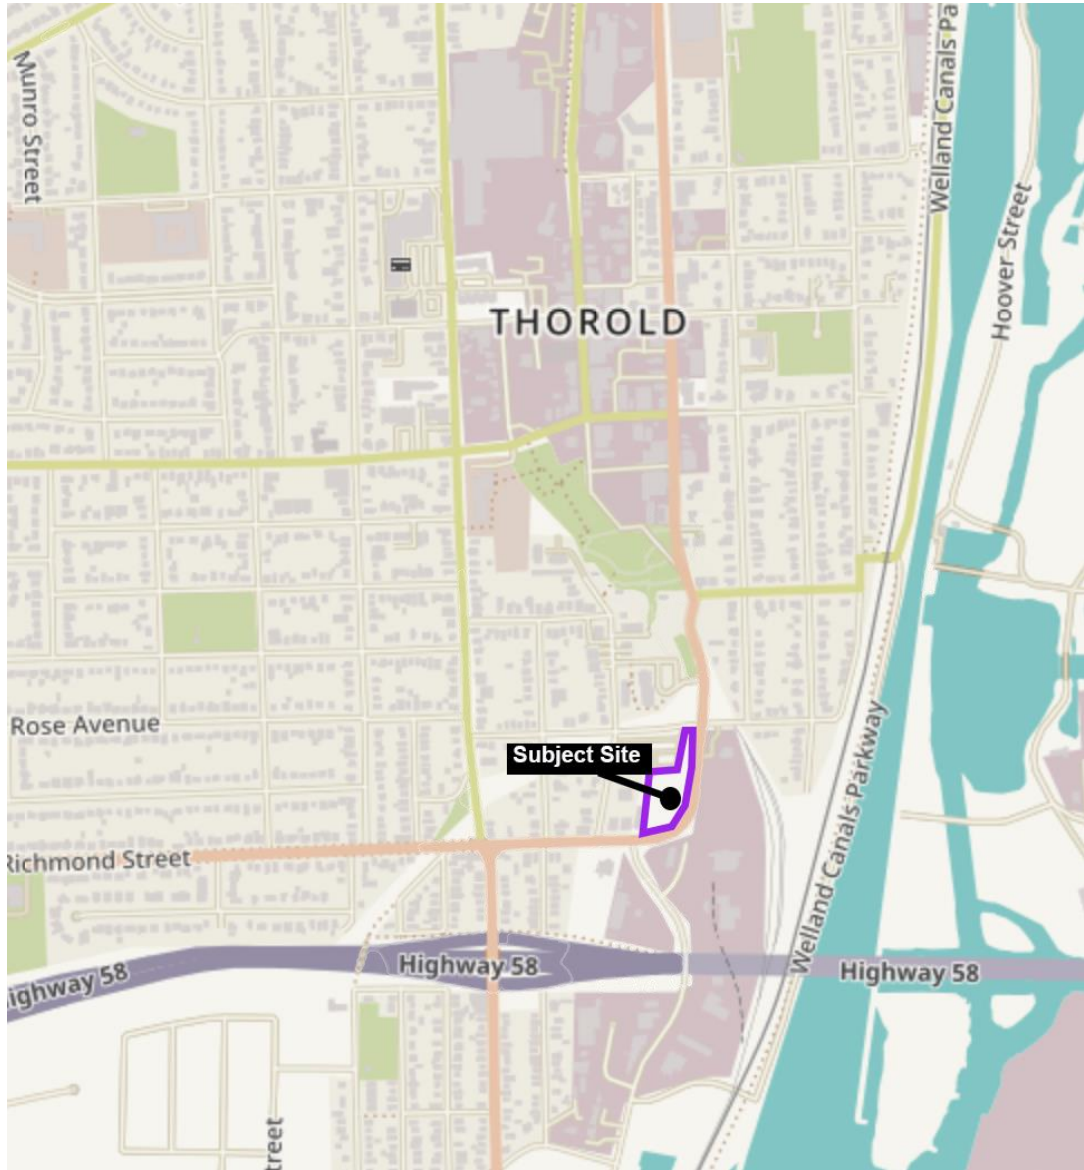 Munro Street
Welland Canals Pa
Hoover Street
THOROLD
Rose Avenue
Subject Site
Richmond Street
Welland Canals Parkway
Highway 58
Highway 58
Highway 58
treet